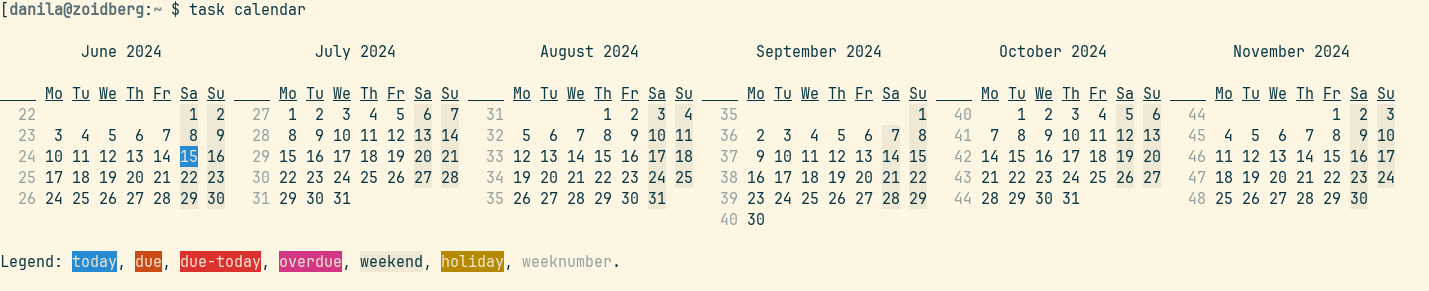 [danila@zoidberg:~ $ task calendar
June 2024 July 2024 August 2024 September 2024 October 2024 November 2024
Mo Tu We Th Fr Sa Su Mo Tu We Th Fr Sa Su Mo Tu We Th Fr Sa Su Mo Tu We Th Fr Sa Su Mo Tu We Th Fr Sa Su Mo Tu We Th Fr Sa Su
22 1 2 27 1 2 3 4 5 6 7 31 1 2 3 4 35 1 40 1 2 3 4 5 6 44 1 2 3
23 3 4 5 6 7 8 9 28 8 9 10 11 12 13 14 32 5 6 7 8 9 10 11 36 2 3 4 5 6 7 8 41 7 8 9 10 11 12 13 45 4 5 6 7 8 9 10
24 10 11 12 13 14 15 16 29 15 16 17 18 19 20 21 33 12 13 14 15 16 17 18 37 9 10 11 12 13 14 15 42 14 15 16 17 18 19 20 46 11 12 13 14 15 16 17
25 17 18 19 20 21 22 23 30 22 23 24 25 26 27 28 34 19 20 21 22 23 24 25 38 16 17 18 19 20 21 22 43 21 22 23 24 25 26 27 47 18 19 20 21 22 23 24
26 24 25 26 27 28 29 30 31 29 30 31 35 26 27 28 29 30 31 39 23 24 25 26 27 28 29 44 28 29 30 31 48 25 26 27 28 29 30
40 30
Legend: today, due, due-today, overdue, weekend, holiday, weeknumber.